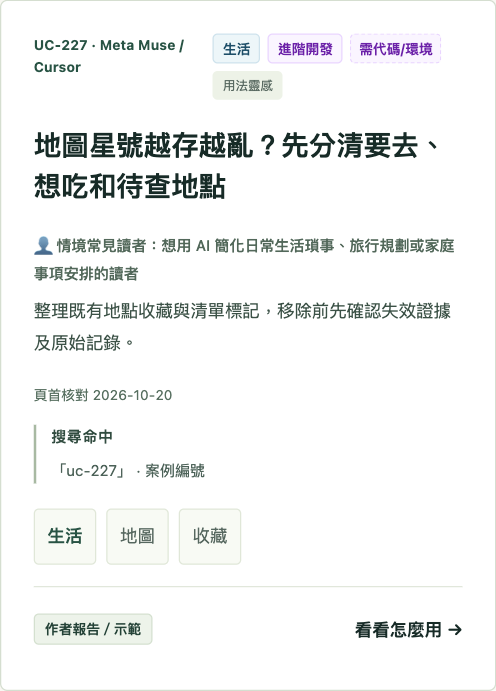 UC-227 · Meta Muse /
Cursor
生活
進階開發
需代碼/環境
用法靈感
地圖星號越存越亂？先分清要去、
想吃和待查地點
👤 情境常見讀者：想用 AI 簡化日常生活瑣事、旅行規劃或家庭
事項安排的讀者
整理既有地點收藏與清單標記，移除前先確認失效證據
及原始記錄。
頁首核對 2026-10-20
搜尋命中
「uc-227」 · 案例編號
生活
地圖
收藏
作者報告 / 示範
看看怎麼用 →